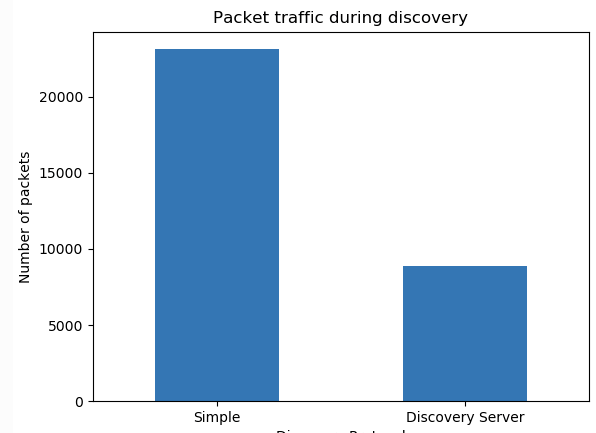 Packet traffic during discovery
20000
15000
10000
5000
0
Number of packets
Simple
Discovery Server